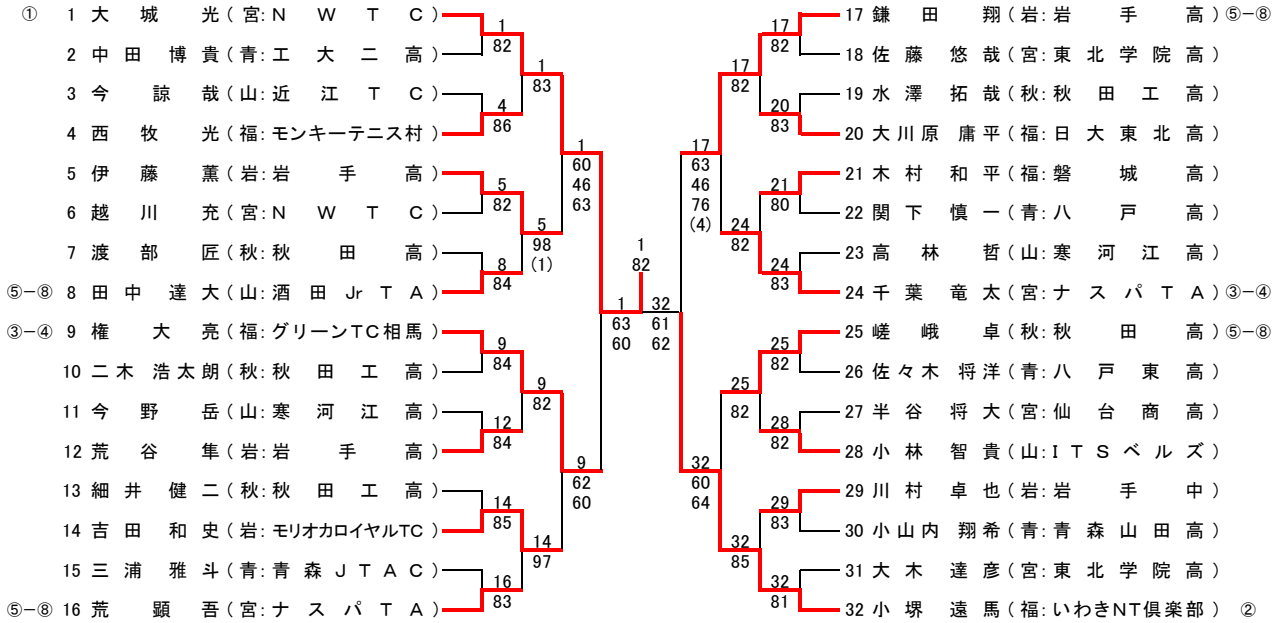 ① 1 大城 光 (宮:NWTC)
2 中田 博貴 (青:工大二高)
3 今 諒哉 (山:近江TC)
4 西牧 光 (福:モンキーテニス村)
5 伊藤 薫 (岩:岩手高)
6 越川 充 (宮:NWTC)
7 渡部 匠 (秋:秋田高)
⑤-⑧ 8 田中 達大 (山:酒田JrTA)
③-④ 9 権 大亮 (福:グリーンTC相馬)
10 二木 浩太朗 (秋:秋田工高)
11 今野 岳 (山:寒河江高)
12 荒谷 隼 (岩:岩手高)
13 細井 健二 (秋:秋田工高)
14 吉田 和史 (岩:モリオカロイヤルTC)
15 三浦 雅斗 (青:青森JTAC)
⑤-⑧ 16 荒 顕吾 (宮:ナスパTA)
1
82
4
86
5
82
8
84
9
84
12
84
14
85
16
83
1
83
5
98
(1)
9
82
14
97
1
60
46
63
9
62
60
1
63
60
1
82
32
61
62
17
63
46
76
(4)
32
60
64
17
82
24
82
25
82
32
85
17
82
20
83
21
80
24
83
25
82
28
82
29
83
32
81
17 鎌田 翔 (岩:岩手高) ⑤-⑧
18 佐藤 悠哉 (宮:東北学院高)
19 水澤 拓哉 (秋:秋田工高)
20 大川原 庸平 (福:日大東北高)
21 木村 和平 (福:磐城高)
22 関下 慎一 (青:八戸高)
23 高林 哲 (山:寒河江高)
24 千葉 竜太 (宮:ナスパTA) ③-④
25 嵯峨 卓 (秋:秋田高) ⑤-⑧
26 佐々木 将洋 (青:八戸東高)
27 半谷 将大 (宮:仙台商高)
28 小林 智貴 (山:ITSベルズ)
29 川村 卓也 (岩:岩手中)
30 小山内 翔希 (青:青森山田高)
31 大木 達彦 (宮:東北学院高)
32 小堺 遠馬 (福:いわきNT倶楽部) ②